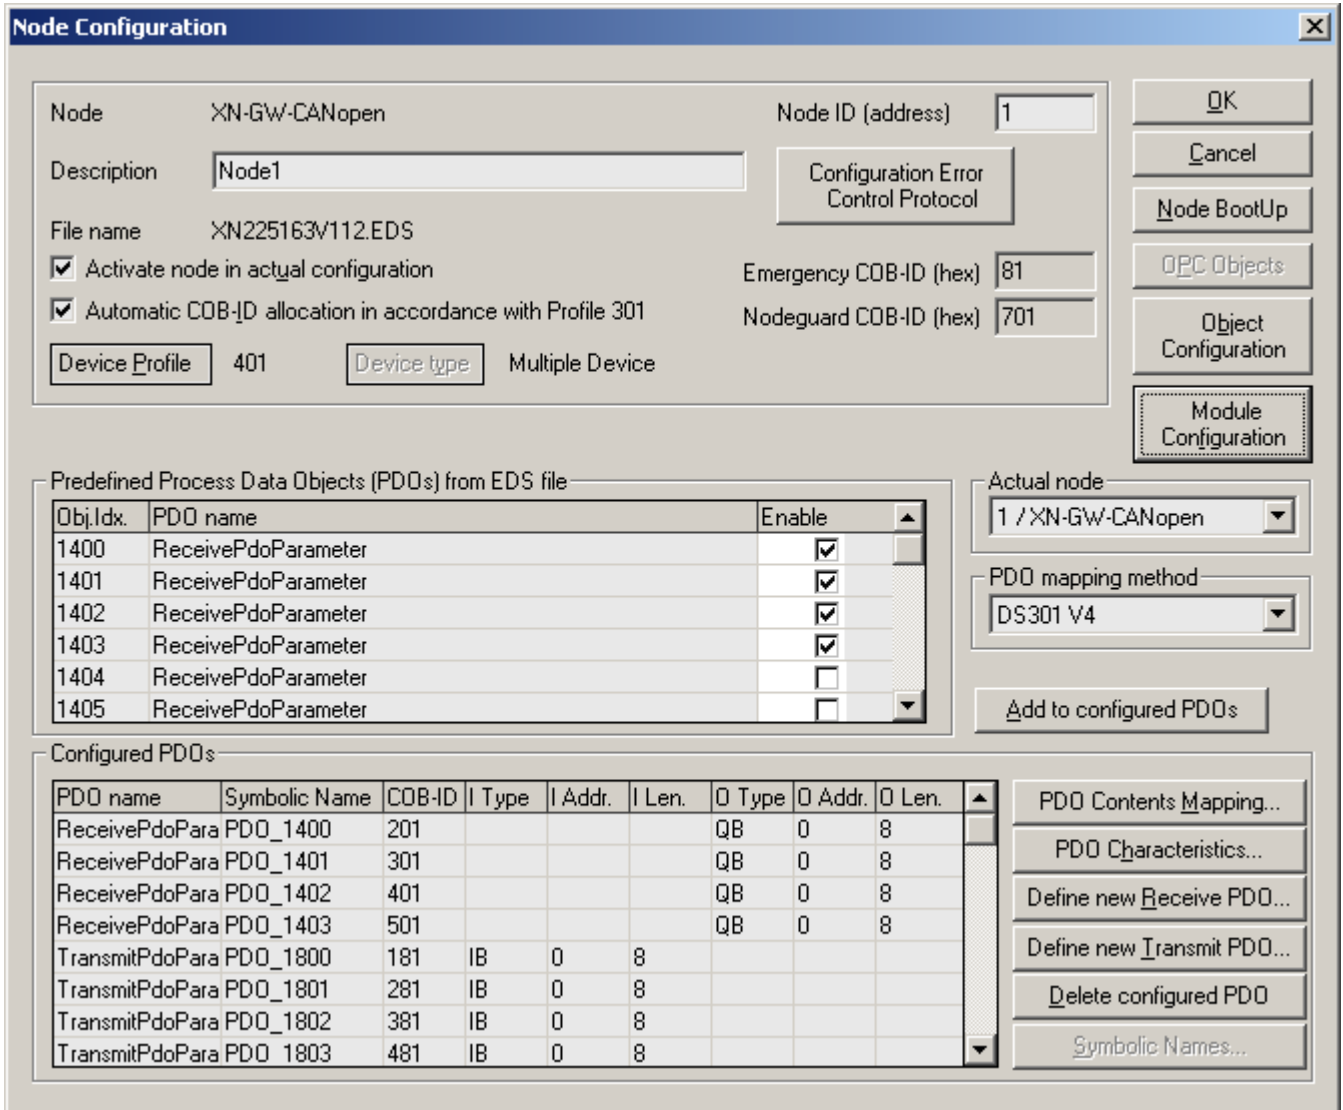 Node Configuration
Node XN-GW-CANopen Node ID (address) 1
Description Node1
Configuration Error
Control Protocol
File name XN225163V112.EDS
Activate node in actual configuration
Emergency COB-ID (hex) 81
Automatic COB-ID allocation in accordance with Profile 301
Nodeguard COB-ID (hex) 701
Device Profile 401 Device type Multiple Device
OK
Cancel
Node BootUp
OPC Objects
Object
Configuration
Module
Configuration
Predefined Process Data Objects (PDOs) from EDS file
Obj.Idx. PDO name Enable
1400 ReceivePdoParameter
1401 ReceivePdoParameter
1402 ReceivePdoParameter
1403 ReceivePdoParameter
1404 ReceivePdoParameter
1405 ReceivePdoParameter
Actual node
1 / XN-GW-CANopen
PDO mapping method
DS301 V4
Add to configured PDOs
Configured PDOs
PDO name Symbolic Name COB-ID I Type I Addr. I Len. O Type O Addr. O Len.
ReceivePdoPara PDO_1400 201 QB 0 8
ReceivePdoPara PDO_1401 301 QB 0 8
ReceivePdoPara PDO_1402 401 QB 0 8
ReceivePdoPara PDO_1403 501 QB 0 8
TransmitPdoPara PDO_1800 181 IB 0 8
TransmitPdoPara PDO_1801 281 IB 0 8
TransmitPdoPara PDO_1802 381 IB 0 8
TransmitPdoPara PDO_1803 481 IB 0 8
PDO Contents Mapping...
PDO Characteristics...
Define new Receive PDO...
Define new Transmit PDO...
Delete configured PDO
Symbolic Names...